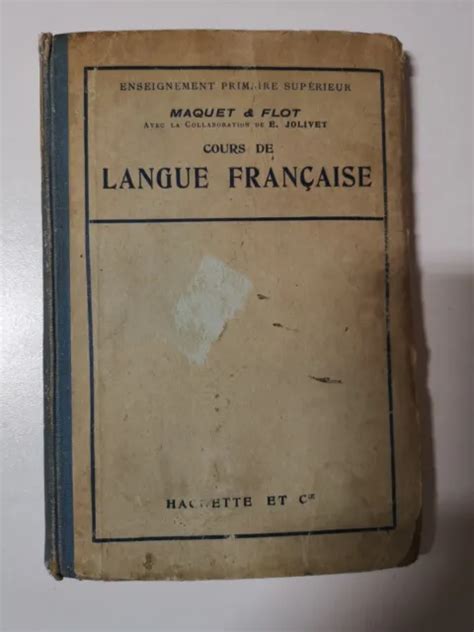 ENSEIGNEMENT PRIMAIRE SUPÉRIEUR
MAQUET & FLOT
AVEC LA COLLABORATION DE E. JOLIVET
COURS DE
LANGUE FRANÇAISE
HACHETTE ET Cie